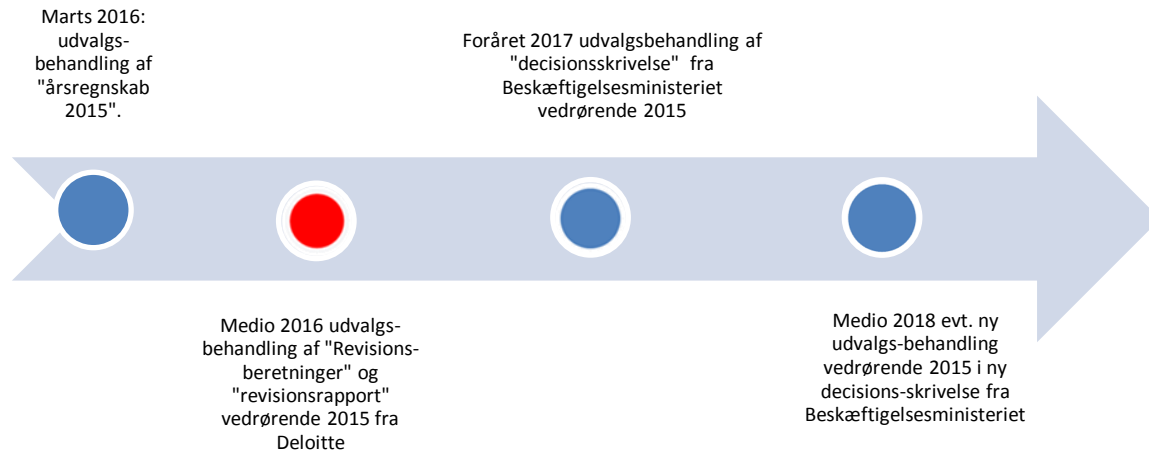 Marts 2016:
udvalgs-
behandling af
"årsregnskab
2015".
Medio 2016 udvalgs-
behandling af "Revisions-
beretninger" og
"revisionsrapport"
vedrørende 2015 fra
Deloitte
Foråret 2017 udvalgsbehandling af
"decisionsskrivelse" fra
Beskæftigelsesministeriet
vedrørende 2015
Medio 2018 evt. ny
udvalgs-behandling
vedrørende 2015 i ny
decisions-skrivelse fra
Beskæftigelsesministeriet